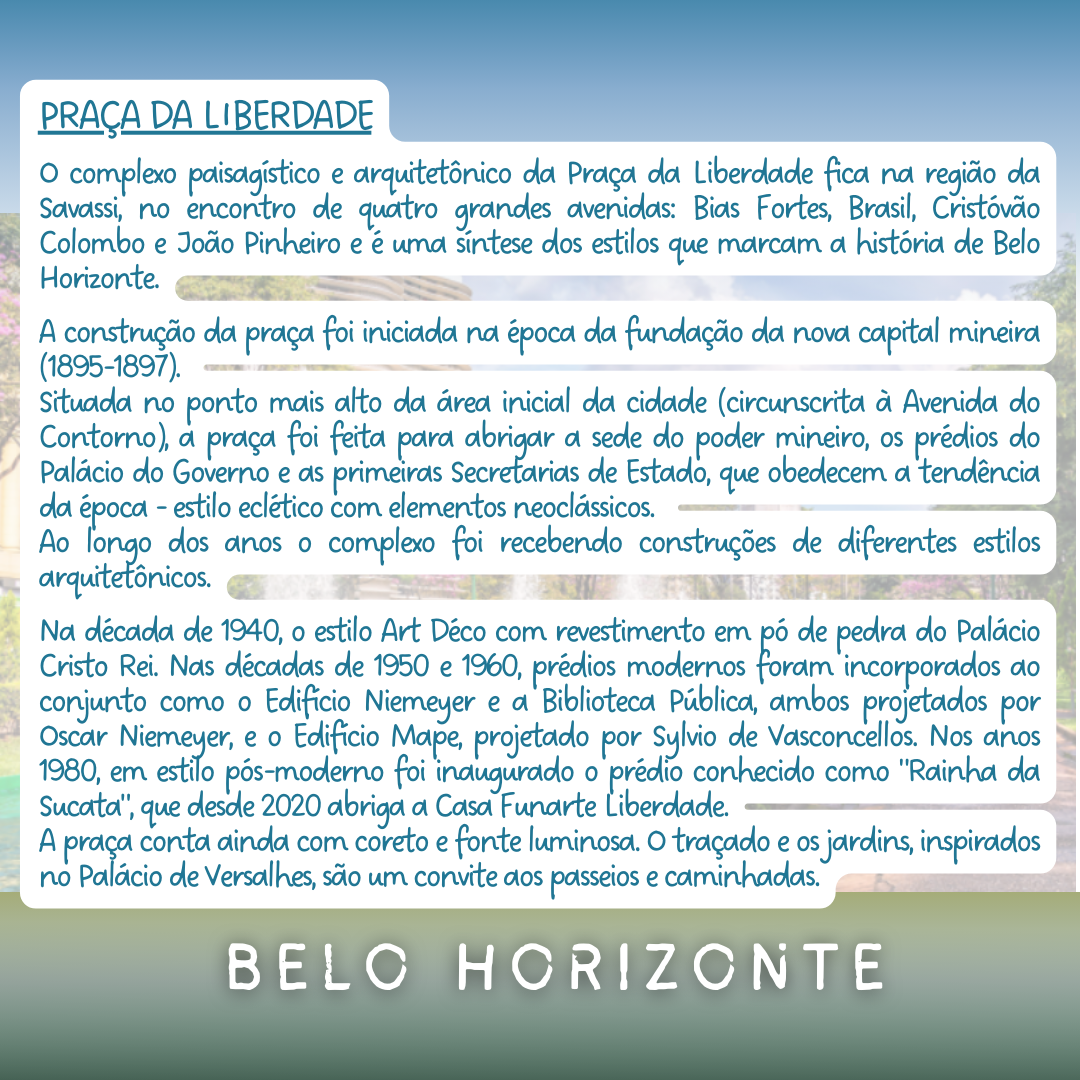 PRAÇA DA LIBERDADE
O complexo paisagístico e arquitetônico da Praça da Liberdade fica na região da
Savassi, no encontro de quatro grandes avenidas: Bias Fortes, Brasil, Cristóvão
Colombo e João Pinheiro e é uma síntese dos estilos que marcam a história de Belo
Horizonte.
A construção da praça foi iniciada na época da fundação da nova capital mineira
(1895-1897).
Situada no ponto mais alto da área inicial da cidade (circunscrita à Avenida do
Contorno), a praça foi feita para abrigar a sede do poder mineiro, os prédios do
Palácio do Governo e as primeiras Secretarias de Estado, que obedecem a tendência
da época - estilo eclético com elementos neoclássicos.
Ao longo dos anos o complexo foi recebendo construções de diferentes estilos
arquitetônicos.
Na década de 1940, o estilo Art Déco com revestimento em pó de pedra do Palácio
Cristo Rei. Nas décadas de 1950 e 1960, prédios modernos foram incorporados ao
conjunto como o Edifício Niemeyer e a Biblioteca Pública, ambos projetados por
Oscar Niemeyer, e o Edifício Mape, projetado por Sylvio de Vasconcellos. Nos anos
1980, em estilo pós-moderno foi inaugurado o prédio conhecido como "Rainha da
Sucata", que desde 2020 abriga a Casa Funarte Liberdade.
A praça conta ainda com coreto e fonte luminosa. O traçado e os jardins, inspirados
no Palácio de Versalhes, são um convite aos passeios e caminhadas.
BELO HORIZONTE